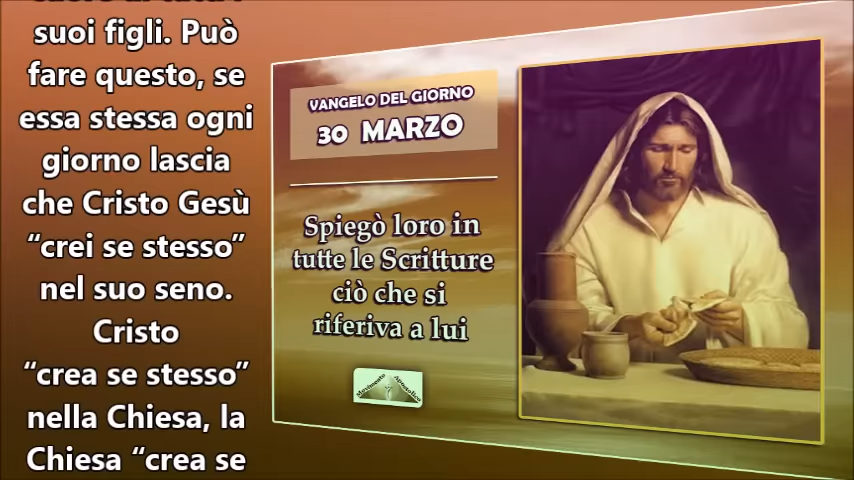 suoi figli. Può
fare questo, se
essa stessa ogni
giorno lascia
che Cristo Gesù
“crei se stesso”
nel suo seno.
Cristo
“crea se stesso”
nella Chiesa, la
Chiesa “crea se
VANGELO DEL GIORNO
30 MARZO
Spiegò loro in
tutte le Scritture
ciò che si
riferiva a lui
Movimento Apostolico